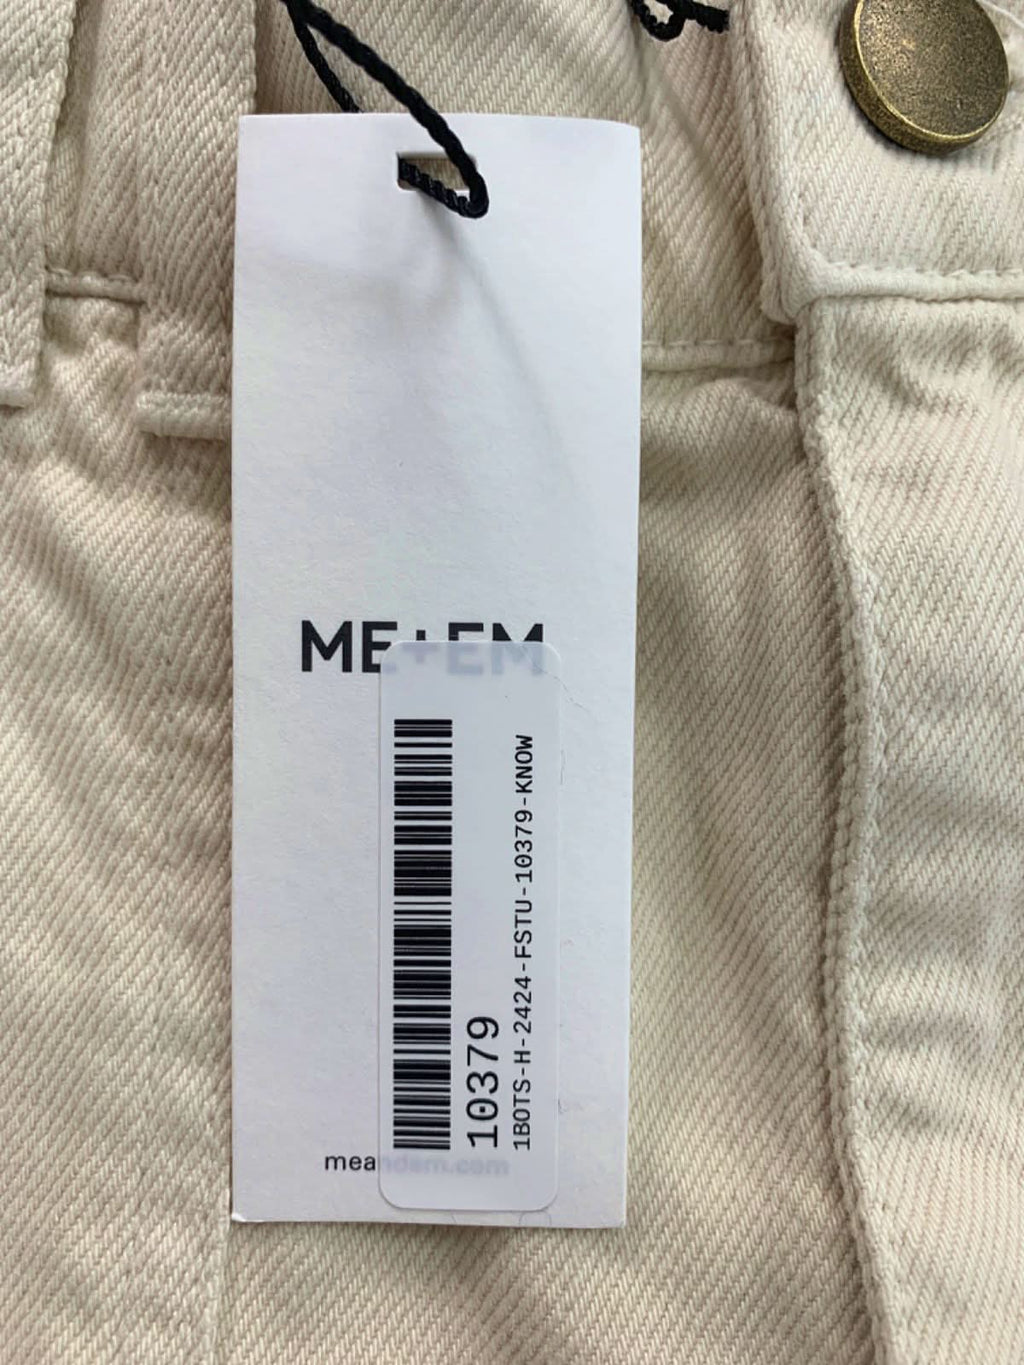 ME+EM
10379
1BOTS-H-2424-FSTU-10379-KNOW
meandem.com